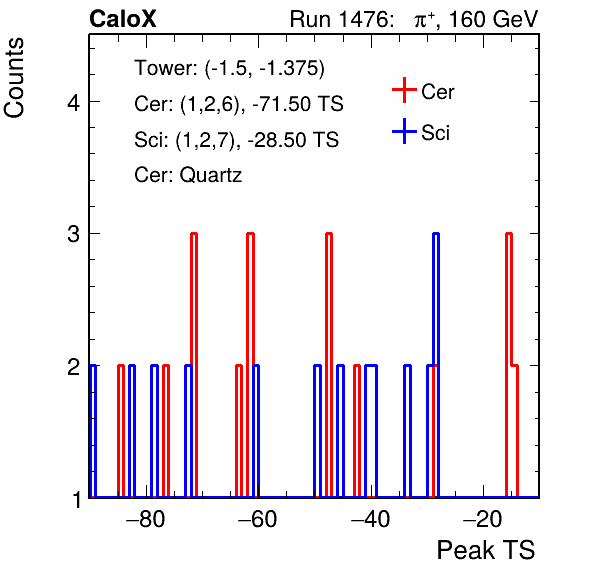 CaloX Run 1476: π⁺, 160 GeV
Counts
Tower: (-1.5, -1.375)
Cer: (1,2,6), -71.50 TS
Sci: (1,2,7), -28.50 TS
Cer: Quartz
Cer
Sci
4
3
2
1
−80 −60 −40 −20
Peak TS